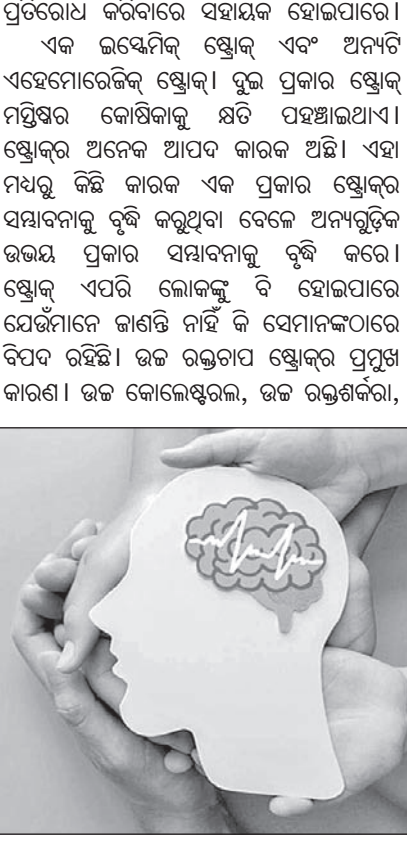 ପ୍ରତିରୋଧ କରିବାରେ ସହାୟକ ହୋଇପାରେ।
ଏକ ଇସ୍କେମିକ୍ ଷ୍ଟ୍ରୋକ୍ ଏବଂ ଅନ୍ୟଟି
ଏହେମୋରେଜିକ୍ ଷ୍ଟ୍ରୋକ୍। ଦୁଇ ପ୍ରକାର ଷ୍ଟ୍ରୋକ୍
ମସ୍ତିଷ୍କର କୋଷିକାକୁ କ୍ଷତି ପହଞ୍ଚାଇଥାଏ।
ଷ୍ଟ୍ରୋକ୍‌ର ଅନେକ ଆପଦ କାରକ ଅଛି। ଏହା
ମଧ୍ୟରୁ କିଛି କାରକ ଏକ ପ୍ରକାର ଷ୍ଟ୍ରୋକ୍‌ର
ସମ୍ଭାବନାକୁ ବୃଦ୍ଧି କରୁଥିବା ବେଳେ ଅନ୍ୟଗୁଡ଼ିକ
ଉଭୟ ପ୍ରକାର ସମ୍ଭାବନାକୁ ବୃଦ୍ଧି କରେ।
ଷ୍ଟ୍ରୋକ୍ ଏପରି ଲୋକଙ୍କୁ ବି ହୋଇପାରେ
ଯେଉଁମାନେ ଜାଣନ୍ତି ନାହିଁ କି ସେମାନଙ୍କଠାରେ
ବିପଦ ରହିଛି। ଉଚ୍ଚ ରକ୍ତଚାପ ଷ୍ଟ୍ରୋକ୍‌ର ପ୍ରମୁଖ
କାରଣ। ଉଚ୍ଚ କୋଲେଷ୍ଟରଲ, ଉଚ୍ଚ ରକ୍ତଶର୍କରା,